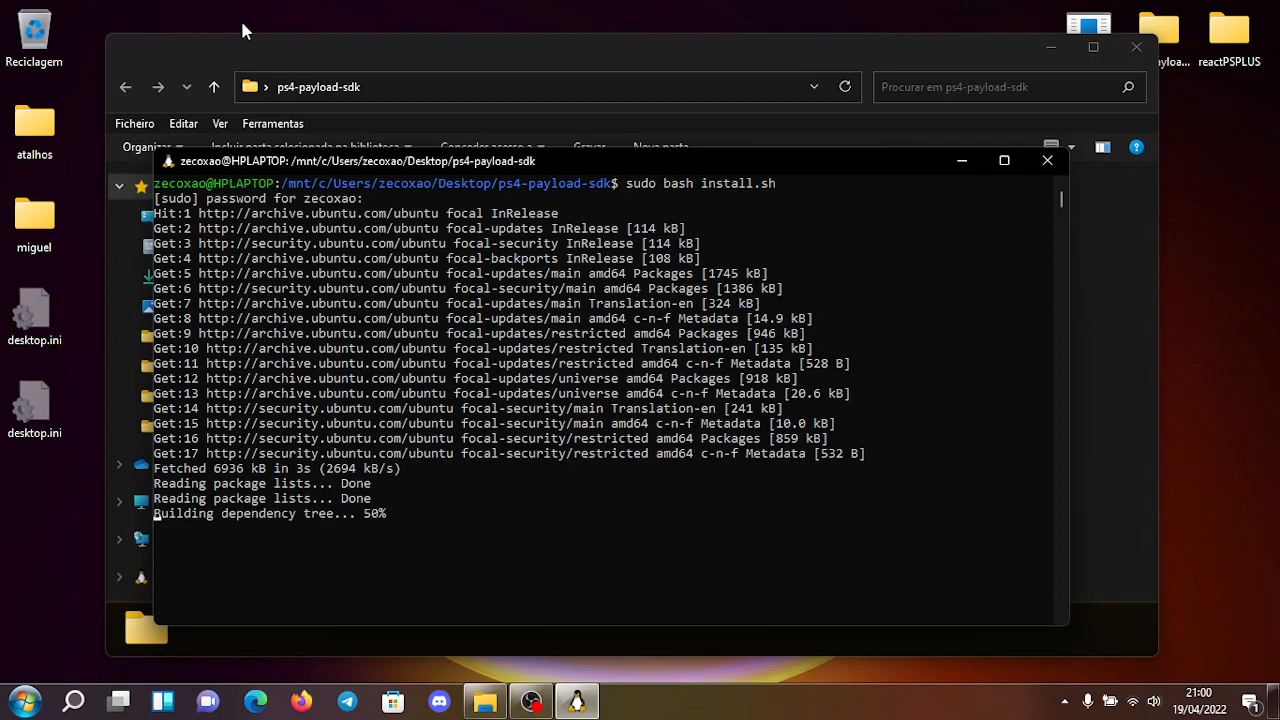 Reciclagem
atalhos
miguel
desktop.ini
desktop.ini
reactPSPLUS
ps4-payload-sdk
Procurar em ps4-payload-sdk
Ficheiro Editar Ver Ferramentas
zecoxao@HPLAPTOP: /mnt/c/Users/zecoxao/Desktop/ps4-payload-sdk
zecoxao@HPLAPTOP:/mnt/c/Users/zecoxao/Desktop/ps4-payload-sdk$ sudo bash install.sh
[sudo] password for zecoxao:
Hit:1 http://archive.ubuntu.com/ubuntu focal InRelease
Get:2 http://archive.ubuntu.com/ubuntu focal-updates InRelease [114 kB]
Get:3 http://security.ubuntu.com/ubuntu focal-security InRelease [114 kB]
Get:4 http://archive.ubuntu.com/ubuntu focal-backports InRelease [108 kB]
Get:5 http://archive.ubuntu.com/ubuntu focal-updates/main amd64 Packages [1745 kB]
Get:6 http://security.ubuntu.com/ubuntu focal-security/main amd64 Packages [1386 kB]
Get:7 http://archive.ubuntu.com/ubuntu focal-updates/main Translation-en [324 kB]
Get:8 http://archive.ubuntu.com/ubuntu focal-updates/main amd64 c-n-f Metadata [14.9 kB]
Get:9 http://archive.ubuntu.com/ubuntu focal-updates/restricted amd64 Packages [946 kB]
Get:10 http://archive.ubuntu.com/ubuntu focal-updates/restricted Translation-en [135 kB]
Get:11 http://archive.ubuntu.com/ubuntu focal-updates/restricted amd64 c-n-f Metadata [528 B]
Get:12 http://archive.ubuntu.com/ubuntu focal-updates/universe amd64 Packages [918 kB]
Get:13 http://archive.ubuntu.com/ubuntu focal-updates/universe amd64 c-n-f Metadata [20.6 kB]
Get:14 http://security.ubuntu.com/ubuntu focal-security/main Translation-en [241 kB]
Get:15 http://security.ubuntu.com/ubuntu focal-security/main amd64 c-n-f Metadata [10.0 kB]
Get:16 http://security.ubuntu.com/ubuntu focal-security/restricted amd64 Packages [859 kB]
Get:17 http://security.ubuntu.com/ubuntu focal-security/restricted amd64 c-n-f Metadata [532 B]
Fetched 6936 kB in 3s (2694 kB/s)
Reading package lists... Done
Reading package lists... Done
Building dependency tree... 50%
21:00
19/04/2022
1